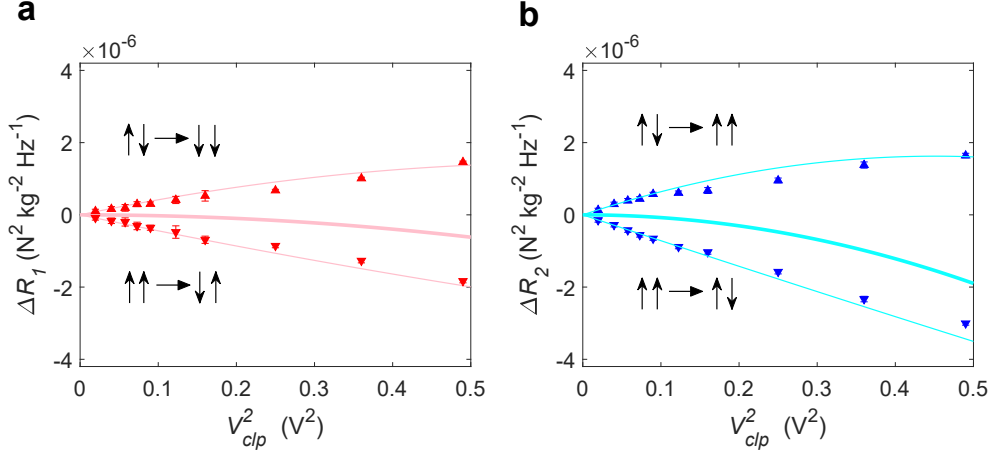 a
×10⁻⁶
4
2
0
-2
-4
ΔR₁ (N² kg⁻² Hz⁻¹)
↑↓ → ↓↓
↑↑ → ↓↑
0 0.1 0.2 0.3 0.4 0.5
V²clp (V²)
b
×10⁻⁶
4
2
0
-2
-4
ΔR₂ (N² kg⁻² Hz⁻¹)
↑↓ → ↑↑
↑↑ → ↑↓
0 0.1 0.2 0.3 0.4 0.5
V²clp (V²)